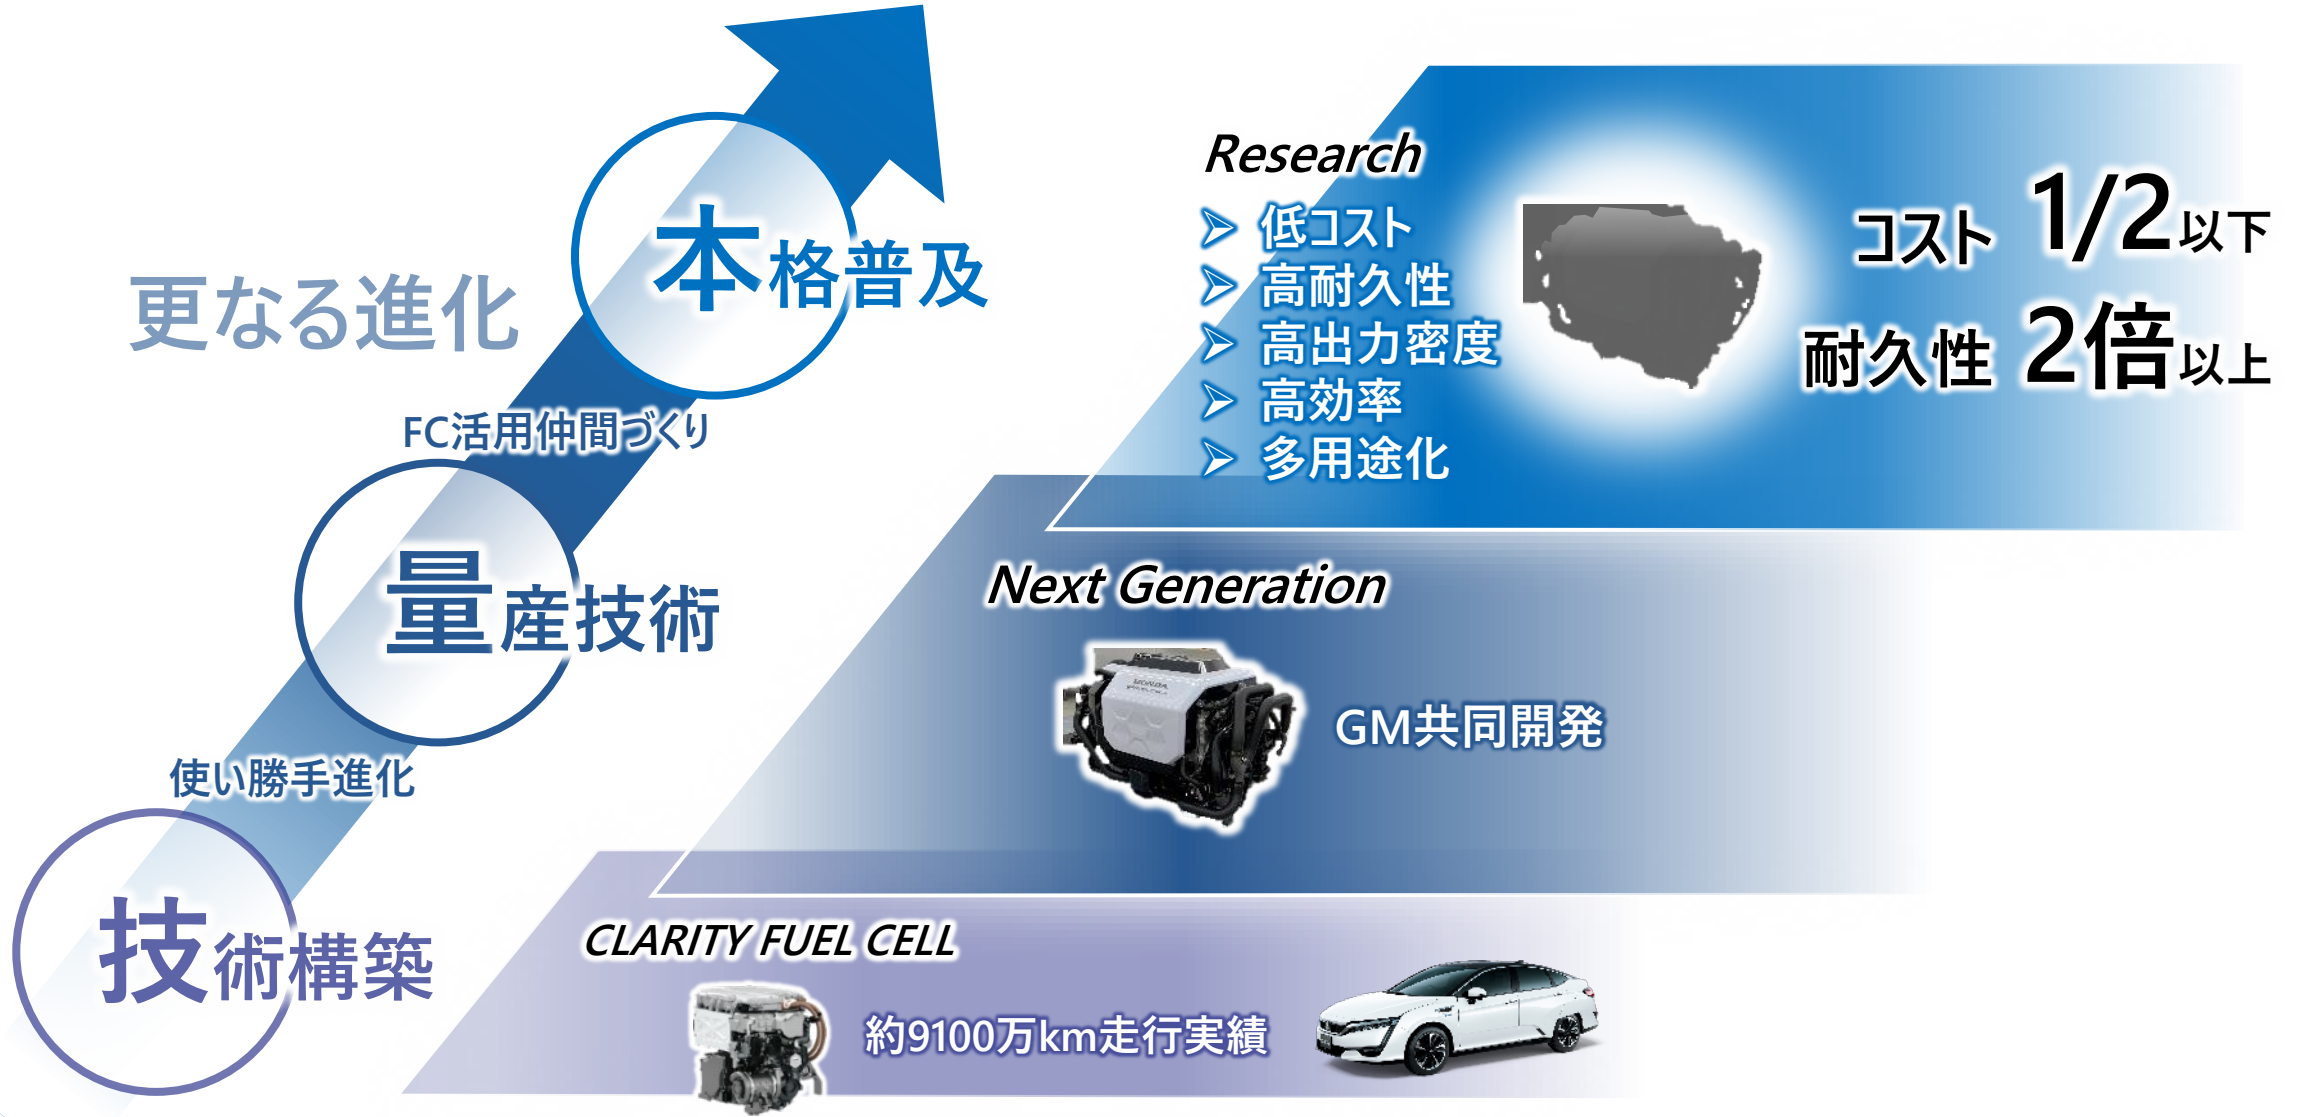 更なる進化
本格普及
FC活用仲間づくり
量産技術
使い勝手進化
技術構築
Research
➢ 低コスト
➢ 高耐久性
➢ 高出力密度
➢ 高効率
➢ 多用途化
コスト 1/2以下
耐久性 2倍以上
Next Generation
HONDA
GM共同開発
CLARITY FUEL CELL
約9100万km走行実績